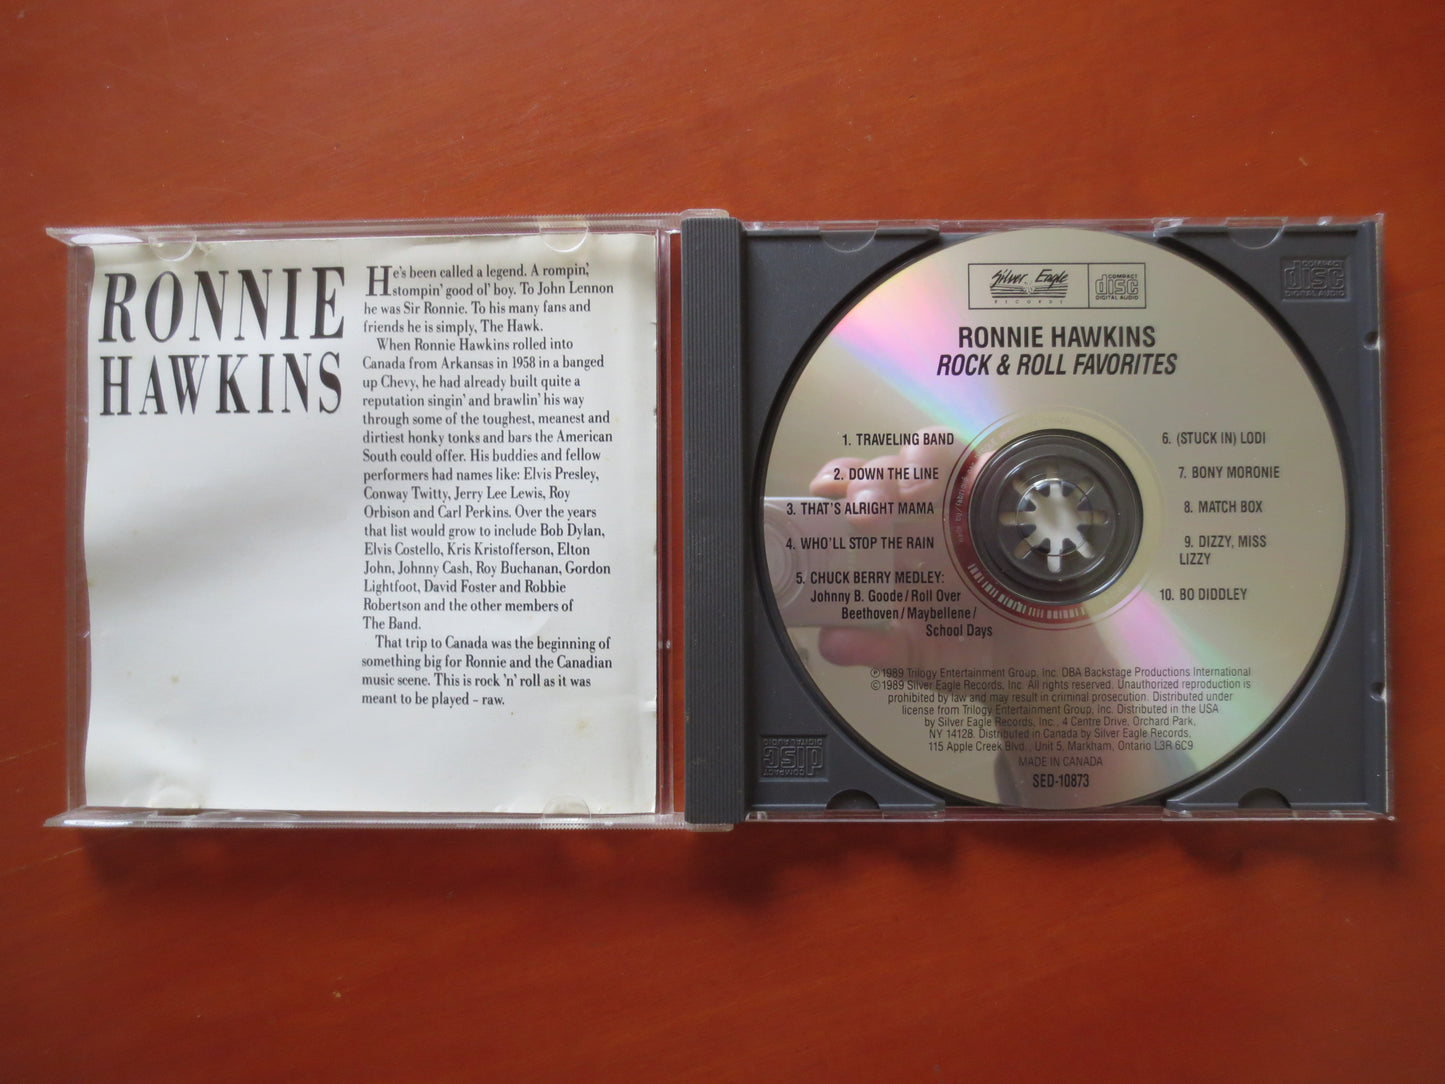 RONNIE
HAWKINS
He's been called a legend. A rompin',
stompin' good ol' boy. To John Lennon
he was Sir Ronnie. To his many fans and
friends he is simply, The Hawk.
When Ronnie Hawkins rolled into
Canada from Arkansas in 1958 in a banged
up Chevy, he had already built quite a
reputation singin' and brawlin' his way
through some of the toughest, meanest and
dirtiest honky tonks and bars the American
South could offer. His buddies and fellow
performers had names like: Elvis Presley,
Conway Twitty, Jerry Lee Lewis, Roy
Orbison and Carl Perkins. Over the years
that list would grow to include Bob Dylan,
Elvis Costello, Kris Kristofferson, Elton
John, Johnny Cash, Roy Buchanan, Gordon
Lightfoot, David Foster and Robbie
Robertson and the other members of
The Band.
That trip to Canada was the beginning of
something big for Ronnie and the Canadian
music scene. This is rock 'n' roll as it was
meant to be played – raw.
Silver Eagle
RECORDS
COMPACT
disc
DIGITAL AUDIO
RONNIE HAWKINS
ROCK & ROLL FAVORITES
1. TRAVELING BAND
2. DOWN THE LINE
3. THAT'S ALRIGHT MAMA
4. WHO'LL STOP THE RAIN
5. CHUCK BERRY MEDLEY:
Johnny B. Goode/Roll Over
Beethoven/Maybellene/
School Days
6. (STUCK IN) LODI
7. BONY MORONIE
8. MATCH BOX
9. DIZZY, MISS
LIZZY
10. BO DIDDLEY
℗1989 Trilogy Entertainment Group, Inc. DBA Backstage Productions International
©1989 Silver Eagle Records, Inc. All rights reserved. Unauthorized reproduction is
prohibited by law and may result in criminal prosecution. Distributed under
license from Trilogy Entertainment Group, Inc. Distributed in the USA
by Silver Eagle Records, Inc., 4 Centre Drive, Orchard Park,
NY 14128. Distributed in Canada by Silver Eagle Records,
115 Apple Creek Blvd., Unit 5, Markham, Ontario L3R 6C9
MADE IN CANADA
SED-10873
COMPACT
disc
DIGITAL AUDIO
COMPACT
disc
DIGITAL AUDIO